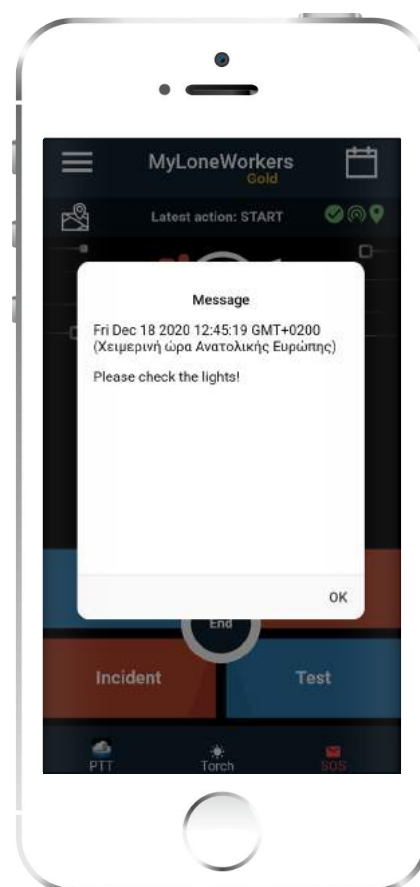 MyLoneWorkers
Gold
Latest action: START
Message
Fri Dec 18 2020 12:45:19 GMT+0200
(Χειμερινή ώρα Ανατολικής Ευρώπης)
Please check the lights!
OK
End
Incident
Test
PTT
Torch
SOS